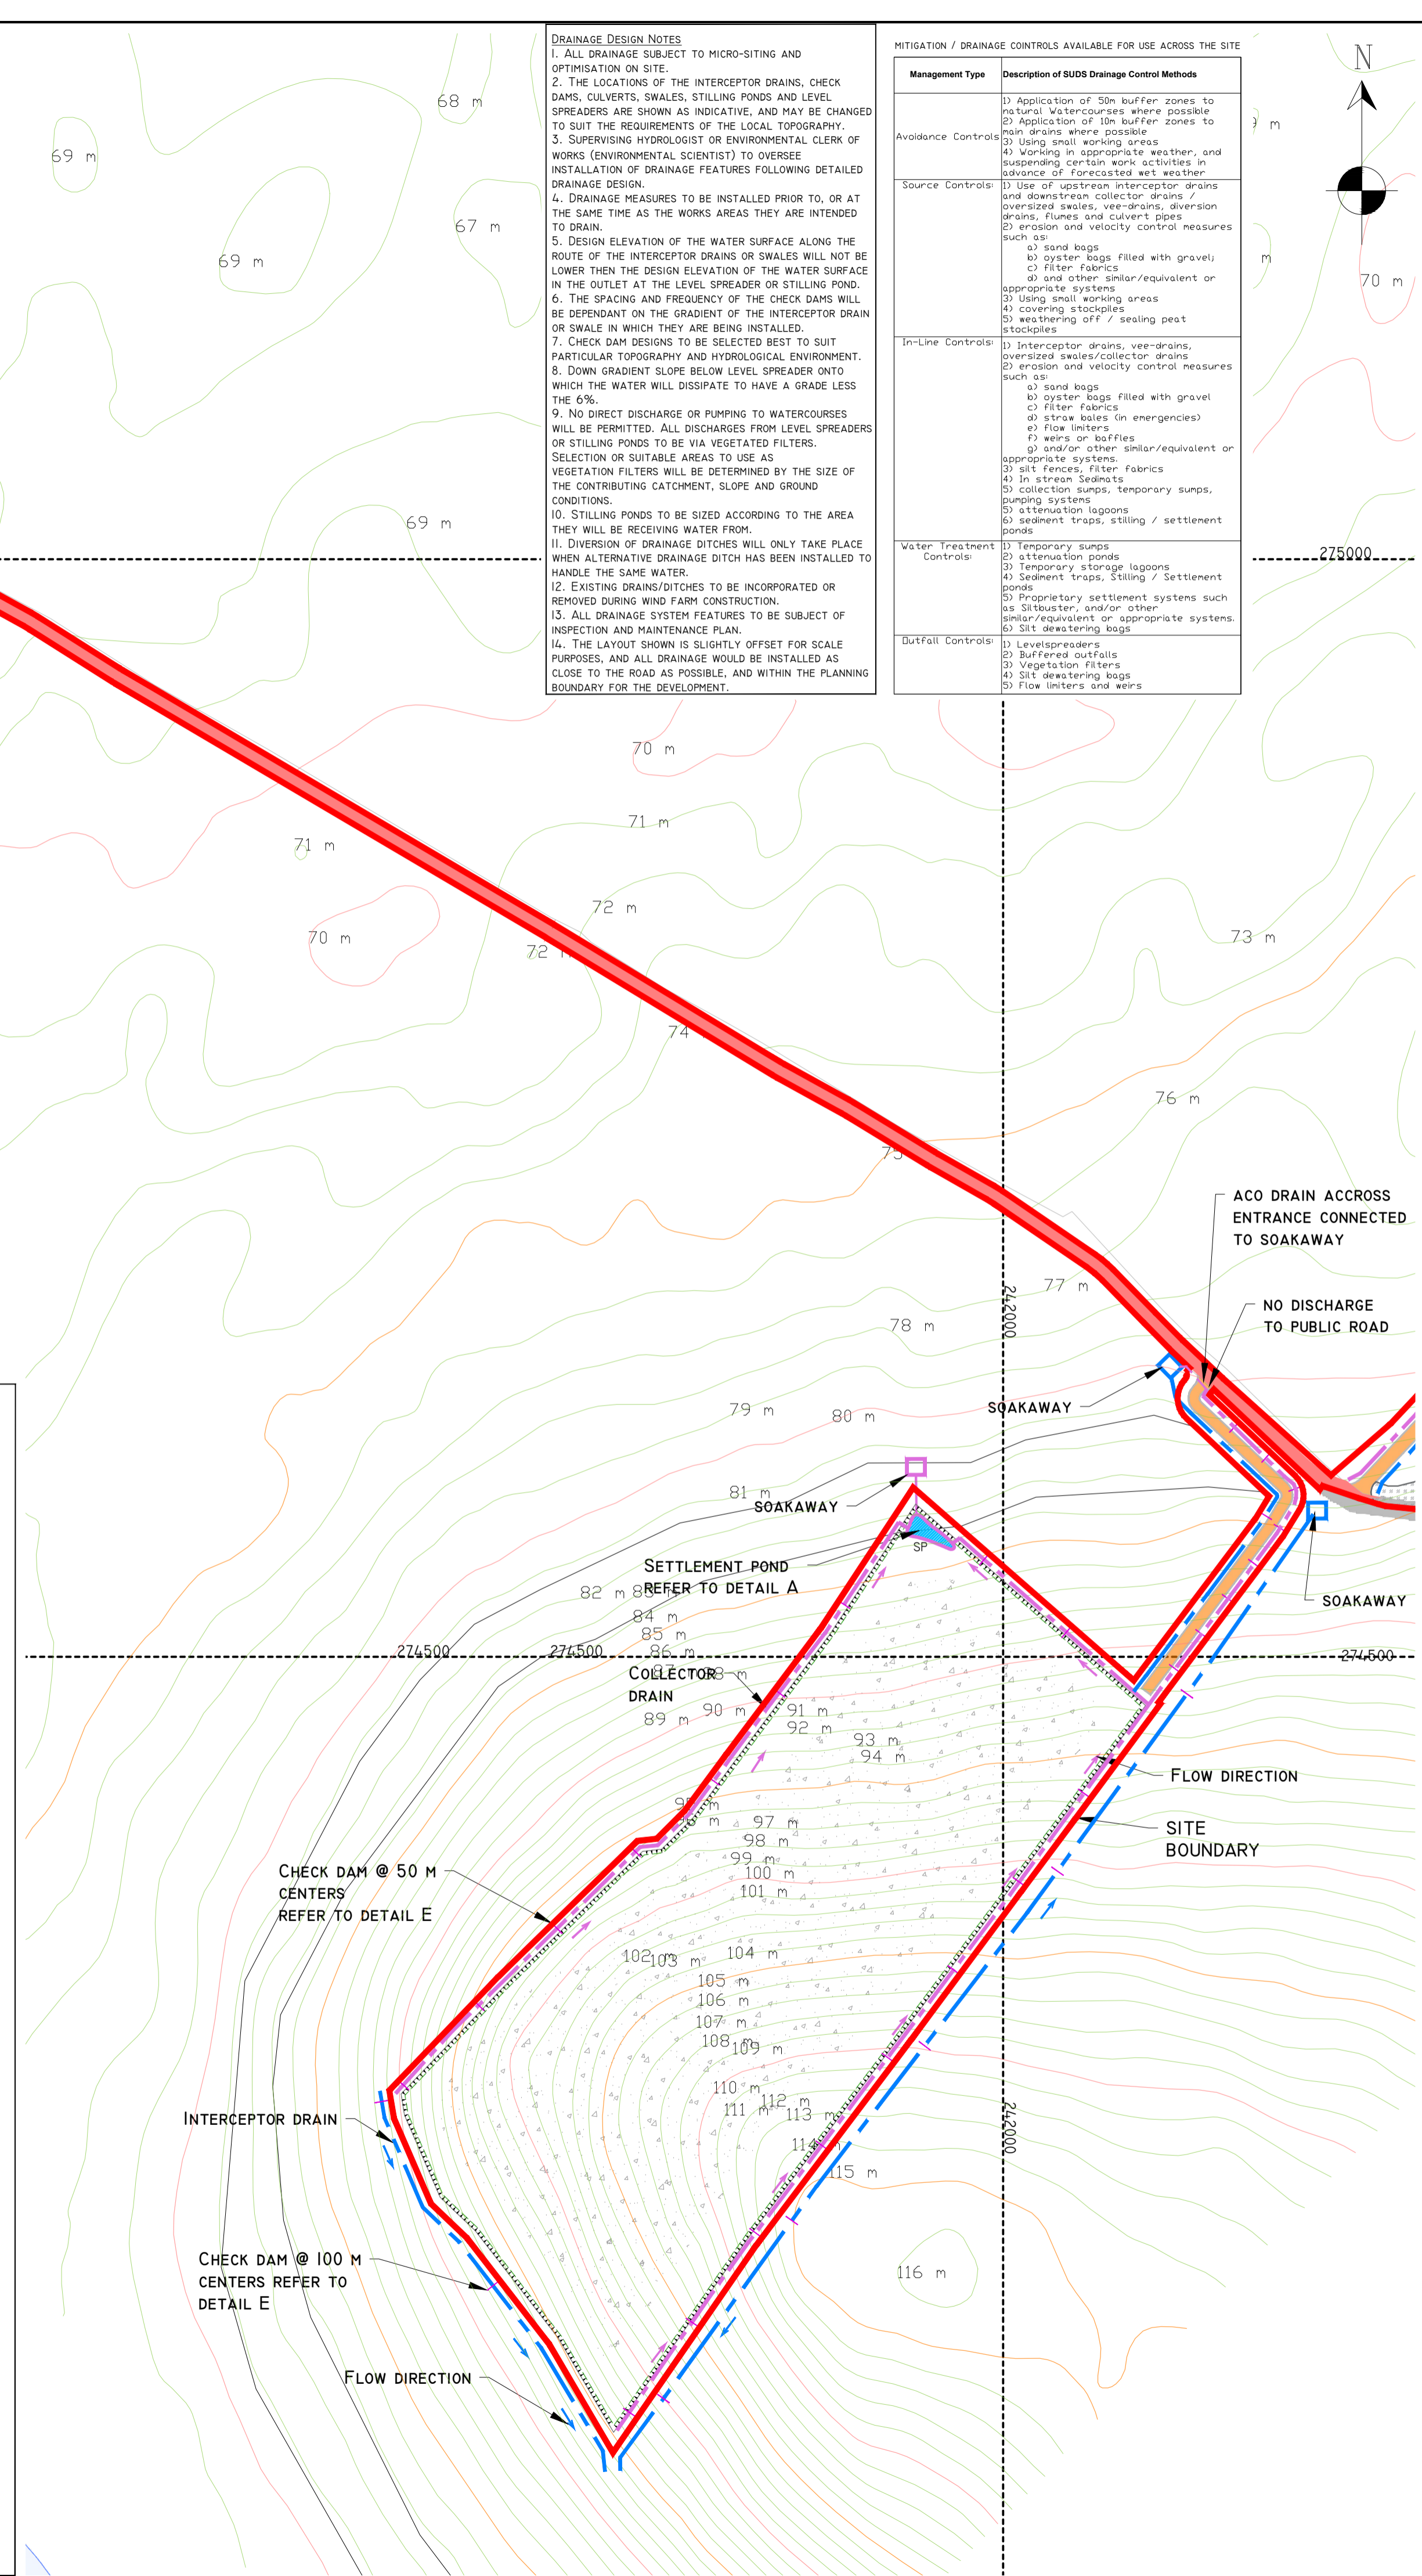 Drainage Design Notes
1. All drainage subject to micro-siting and
optimisation on site.
2. The locations of the interceptor drains, check
dams, culverts, swales, stilling ponds and level
spreaders are shown as indicative, and may be changed
to suit the requirements of the local topography.
3. Supervising hydrologist or environmental clerk of
works (environmental scientist) to oversee
installation of drainage features following detailed
drainage design.
4. Drainage measures to be installed prior to, or at
the same time as the works areas they are intended
to drain.
5. Design elevation of the water surface along the
route of the interceptor drains or swales will not be
lower then the design elevation of the water surface
in the outlet at the level spreader or stilling pond.
6. The spacing and frequency of the check dams will
be dependant on the gradient of the interceptor drain
or swale in which they are being installed.
7. Check dam designs to be selected best to suit
particular topography and hydrological environment.
8. Down gradient slope below level spreader onto
which the water will dissipate to have a grade less
the 6%.
9. No direct discharge or pumping to watercourses
will be permitted. All discharges from level spreaders
or stilling ponds to be via vegetated filters.
Selection or suitable areas to use as
vegetation filters will be determined by the size of
the contributing catchment, slope and ground
conditions.
10. Stilling ponds to be sized according to the area
they will be receiving water from.
11. Diversion of drainage ditches will only take place
when alternative drainage ditch has been installed to
handle the same water.
12. Existing drains/ditches to be incorporated or
removed during wind farm construction.
13. All drainage system features to be subject of
inspection and maintenance plan.
14. The layout shown is slightly offset for scale
purposes, and all drainage would be installed as
close to the road as possible, and within the planning
boundary for the development.
MITIGATION / DRAINAGE COINTROLS AVAILABLE FOR USE ACROSS THE SITE
Management Type
Description of SUDS Drainage Control Methods
Avoidance Controls
1) Application of 50m buffer zones to
natural Watercourses where possible
2) Application of 10m buffer zones to
main drains where possible
3) Using small working areas
4) Working in appropriate weather, and
suspending certain work activities in
advance of forecasted wet weather
Source Controls:
1) Use of upstream interceptor drains
and downstream collector drains /
oversized swales, vee-drains, diversion
drains, flumes and culvert pipes
2) erosion and velocity control measures
such as:
a) sand bags
b) oyster bags filled with gravel;
c) filter fabrics
d) and other similar/equivalent or
appropriate systems
3) Using small working areas
4) covering stockpiles
5) weathering off / sealing peat
stockpiles
In-Line Controls:
1) Interceptor drains, vee-drains,
oversized swales/collector drains
2) erosion and velocity control measures
such as:
a) sand bags
b) oyster bags filled with gravel
c) filter fabrics
d) straw bales (in emergencies)
e) flow limiters
f) weirs or baffles
g) and/or other similar/equivalent or
appropriate systems.
3) silt fences, filter fabrics
4) In stream Sedimats
5) collection sumps, temporary sumps,
pumping systems
5) attenuation lagoons
6) sediment traps, stilling / settlement
ponds
Water Treatment
Controls:
1) Temporary sumps
2) attenuation ponds
3) Temporary storage lagoons
4) Sediment traps, Stilling / Settlement
ponds
5) Proprietary settlement systems such
as Siltbuster, and/or other
similar/equivalent or appropriate systems.
6) Silt dewatering bags
Outfall Controls:
1) Levelspreaders
2) Buffered outfalls
3) Vegetation filters
4) Silt dewatering bags
5) Flow limiters and weirs
N
68 m
69 m
67 m
69 m
m
m
70 m
69 m
275000
70 m
71 m
71 m
72 m
70 m
72
73 m
74
76 m
75
ACO DRAIN ACCROSS
ENTRANCE CONNECTED
TO SOAKAWAY
77 m
242000
78 m
NO DISCHARGE
TO PUBLIC ROAD
SOAKAWAY
79 m
80 m
81 m
SOAKAWAY
SP
Settlement pond
refer to detail A
82 m
SOAKAWAY
84 m
85 m
86 m
274500
274500
274500
Collector
drain
89 m
90 m
91 m
92 m
93 m
94 m
Flow direction
SITE
BOUNDARY
97 m
98 m
99 m
100 m
101 m
Check dam @ 50 m
centers
refer to detail E
102 m
103 m
104 m
105 m
106 m
107 m
108 m
109 m
110 m
111 m
112 m
113 m
114 m
115 m
242000
Interceptor drain
116 m
Check dam @ 100 m
centers refer to
detail E
Flow direction